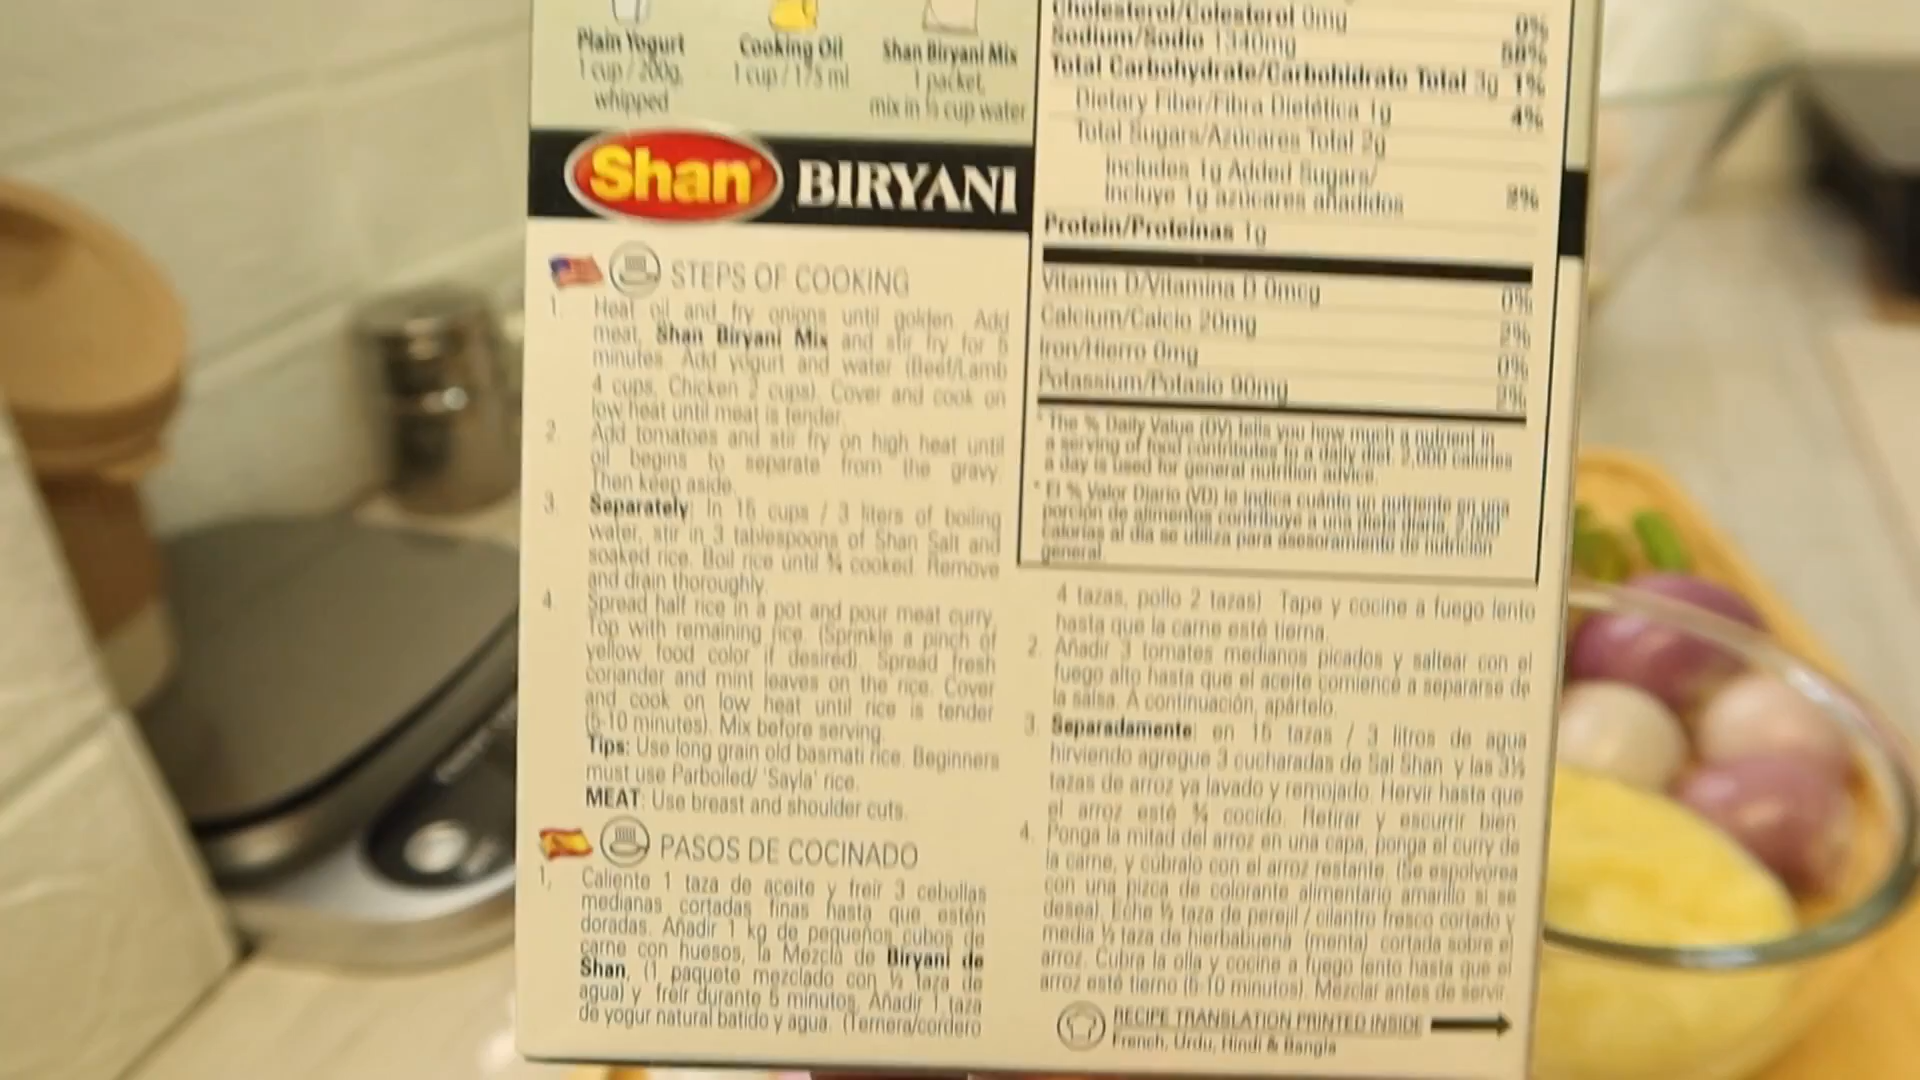 Plain Yogurt
1 cup / 200g,
whipped
Cooking Oil
1 cup / 175 ml
Shan Biryani Mix
1 packet,
mix in ½ cup water
Shan BIRYANI
STEPS OF COOKING
1. Heat oil and fry onions until golden. Add
meat, Shan Biryani Mix and stir fry for 5
minutes. Add yogurt and water (Beef/Lamb
4 cups, Chicken 2 cups). Cover and cook on
low heat until meat is tender.
2. Add tomatoes and stir fry on high heat until
oil begins to separate from the gravy.
Then keep aside.
3. Separately: In 15 cups / 3 liters of boiling
water, stir in 3 tablespoons of Shan Salt and
soaked rice. Boil rice until ¾ cooked. Remove
and drain thoroughly.
4. Spread half rice in a pot and pour meat curry.
Top with remaining rice. (Sprinkle a pinch of
yellow food color if desired). Spread fresh
coriander and mint leaves on the rice. Cover
and cook on low heat until rice is tender
(5-10 minutes). Mix before serving.
Tips: Use long grain old basmati rice. Beginners
must use Parboiled/ 'Sayla' rice.
MEAT: Use breast and shoulder cuts.
PASOS DE COCINADO
1, Caliente 1 taza de aceite y freír 3 cebollas
medianas cortadas finas hasta que estén
doradas. Añadir 1 kg de pequeños cubos de
carne con huesos, la Mezcla de Biryani de
Shan, (1 paquete mezclado con ½ taza de
agua) y freír durante 5 minutos. Añadir 1 taza
de yogur natural batido y agua. (Ternera/cordero
Cholesterol/Colesterol 0mg 0%
Sodium/Sodio 1340mg 58%
Total Carbohydrate/Carbohidrato Total 3g 1%
Dietary Fiber/Fibra Dietética 1g 4%
Total Sugars/Azúcares Total 2g
Includes 1g Added Sugars/
Incluye 1g azúcares añadidos 2%
Protein/Proteínas 1g
Vitamin D/Vitamina D 0mcg 0%
Calcium/Calcio 20mg 2%
Iron/Hierro 0mg 0%
Potassium/Potasio 90mg 2%
* The % Daily Value (DV) tells you how much a nutrient in
a serving of food contributes to a daily diet. 2,000 calories
a day is used for general nutrition advice.
* El % Valor Diario (VD) le indica cuánto un nutriente en una
porción de alimentos contribuye a una dieta diaria. 2,000
calorías al día se utiliza para asesoramiento de nutrición
general.
4 tazas, pollo 2 tazas). Tape y cocine a fuego lento
hasta que la carne esté tierna.
2. Añadir 3 tomates medianos picados y saltear con el
fuego alto hasta que el aceite comience a separarse de
la salsa. A continuación, apártelo.
3. Separadamente: en 15 tazas / 3 litros de agua
hirviendo agregue 3 cucharadas de Sal Shan y las 3½
tazas de arroz ya lavado y remojado. Hervir hasta que
el arroz esté ¾ cocido. Retirar y escurrir bien.
4. Ponga la mitad del arroz en una capa, ponga el curry de
la carne, y cúbralo con el arroz restante. (Se espolvorea
con una pizca de colorante alimentario amarillo si se
desea). Eche ½ taza de perejil / cilantro fresco cortado y
media ½ taza de hierbabuena (menta) cortada sobre el
arroz. Cubra la olla y cocine a fuego lento hasta que el
arroz esté tierno (5-10 minutos). Mezclar antes de servir.
RECIPE TRANSLATION PRINTED INSIDE
French, Urdu, Hindi & Bangla